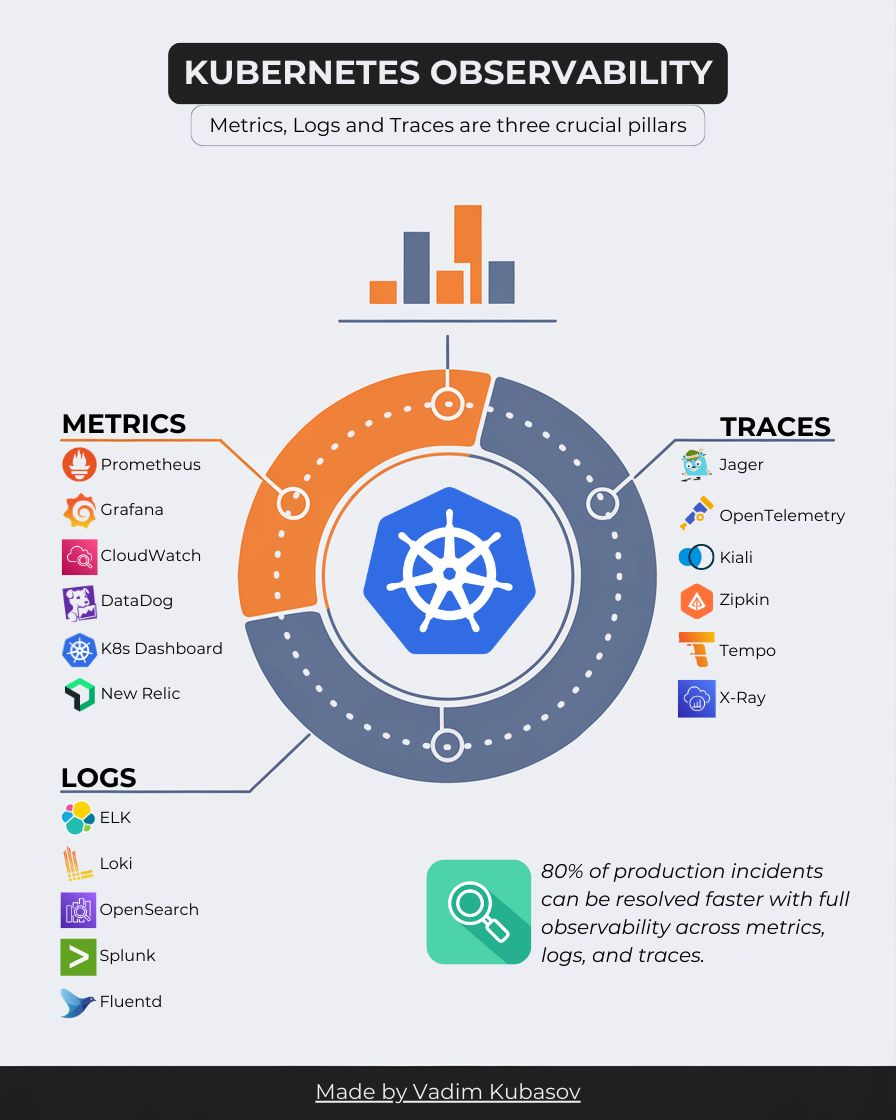 KUBERNETES OBSERVABILITY
Metrics, Logs and Traces are three crucial pillars
METRICS
Prometheus
Grafana
CloudWatch
DataDog
K8s Dashboard
New Relic
TRACES
Jager
OpenTelemetry
Kiali
Zipkin
Tempo
X-Ray
LOGS
ELK
Loki
OpenSearch
Splunk
Fluentd
80% of production incidents
can be resolved faster with full
observability across metrics,
logs, and traces.
Made by Vadim Kubasov